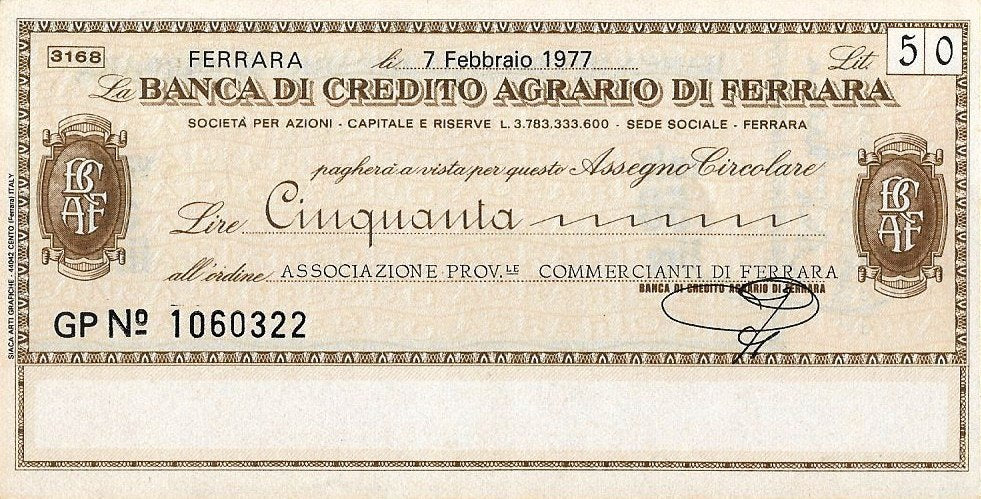 3168 FERRARA li 7 Febbraio 1977 Lit. 50
La BANCA DI CREDITO AGRARIO DI FERRARA
SOCIETÀ PER AZIONI - CAPITALE E RISERVE L. 3.783.333.600 - SEDE SOCIALE - FERRARA
pagherà a vista per questo Assegno Circolare
Lire Cinquanta
all'ordine ASSOCIAZIONE PROV.LE COMMERCIANTI DI FERRARA
BANCA DI CREDITO AGRARIO DI FERRARA
GP Nº 1060322
BCAF
BCAF
SIACA ARTI GRAFICHE - 44042 CENTO (Ferrara) ITALY